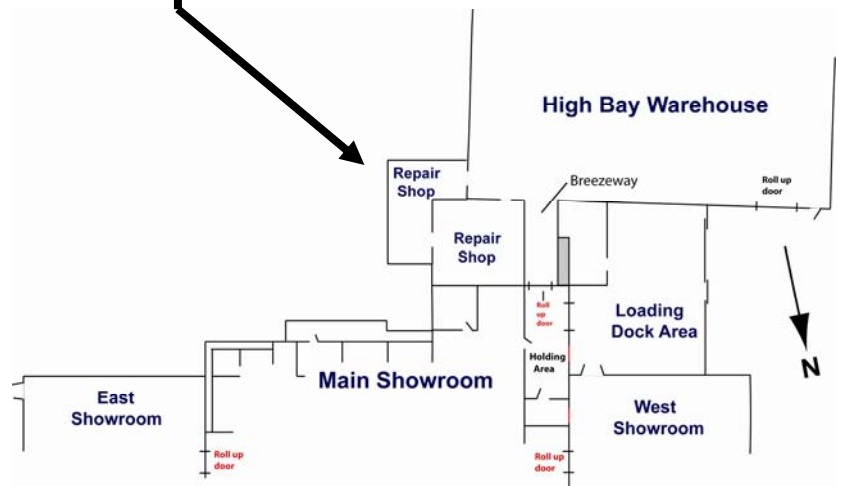 High Bay Warehouse
Repair
Shop
Breezeway
Roll up
door
Repair
Shop
Roll
up
door
Loading
Dock Area
N
Holding
Area
Main Showroom
East
Showroom
West
Showroom
Roll up
door
Roll up
door